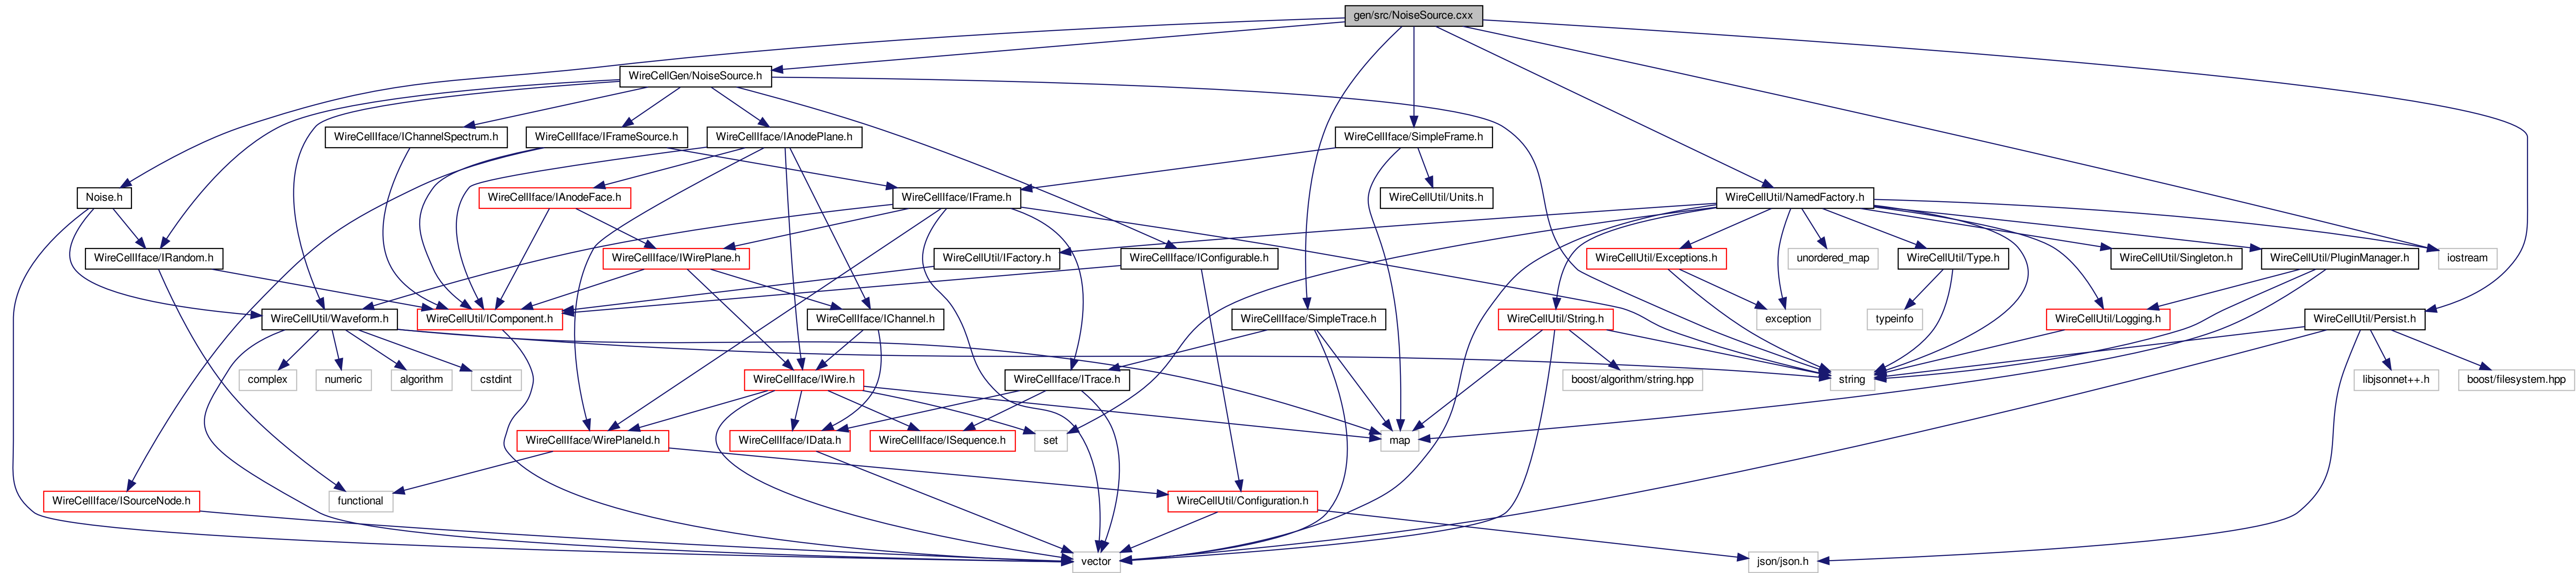 gen/src/NoiseSource.cxx
WireCellGen/NoiseSource.h
WireCellIface/IChannelSpectrum.h
WireCellIface/IFrameSource.h
WireCellIface/IAnodePlane.h
WireCellIface/SimpleFrame.h
Noise.h
WireCellIface/IAnodeFace.h
WireCellIface/IFrame.h
WireCellUtil/Units.h
WireCellUtil/NamedFactory.h
WireCellIface/IRandom.h
WireCellIface/IWirePlane.h
WireCellUtil/IFactory.h
WireCellIface/IConfigurable.h
WireCellUtil/Exceptions.h
unordered_map
WireCellUtil/Type.h
WireCellUtil/Singleton.h
WireCellUtil/PluginManager.h
iostream
WireCellUtil/Waveform.h
WireCellUtil/IComponent.h
WireCellIface/IChannel.h
WireCellIface/SimpleTrace.h
WireCellUtil/String.h
exception
typeinfo
WireCellUtil/Logging.h
WireCellUtil/Persist.h
complex
numeric
algorithm
cstdint
WireCellIface/IWire.h
WireCellIface/ITrace.h
boost/algorithm/string.hpp
string
libjsonnet++.h
boost/filesystem.hpp
WireCellIface/WirePlaneId.h
WireCellIface/IData.h
WireCellIface/ISequence.h
set
map
WireCellIface/ISourceNode.h
functional
WireCellUtil/Configuration.h
vector
json/json.h